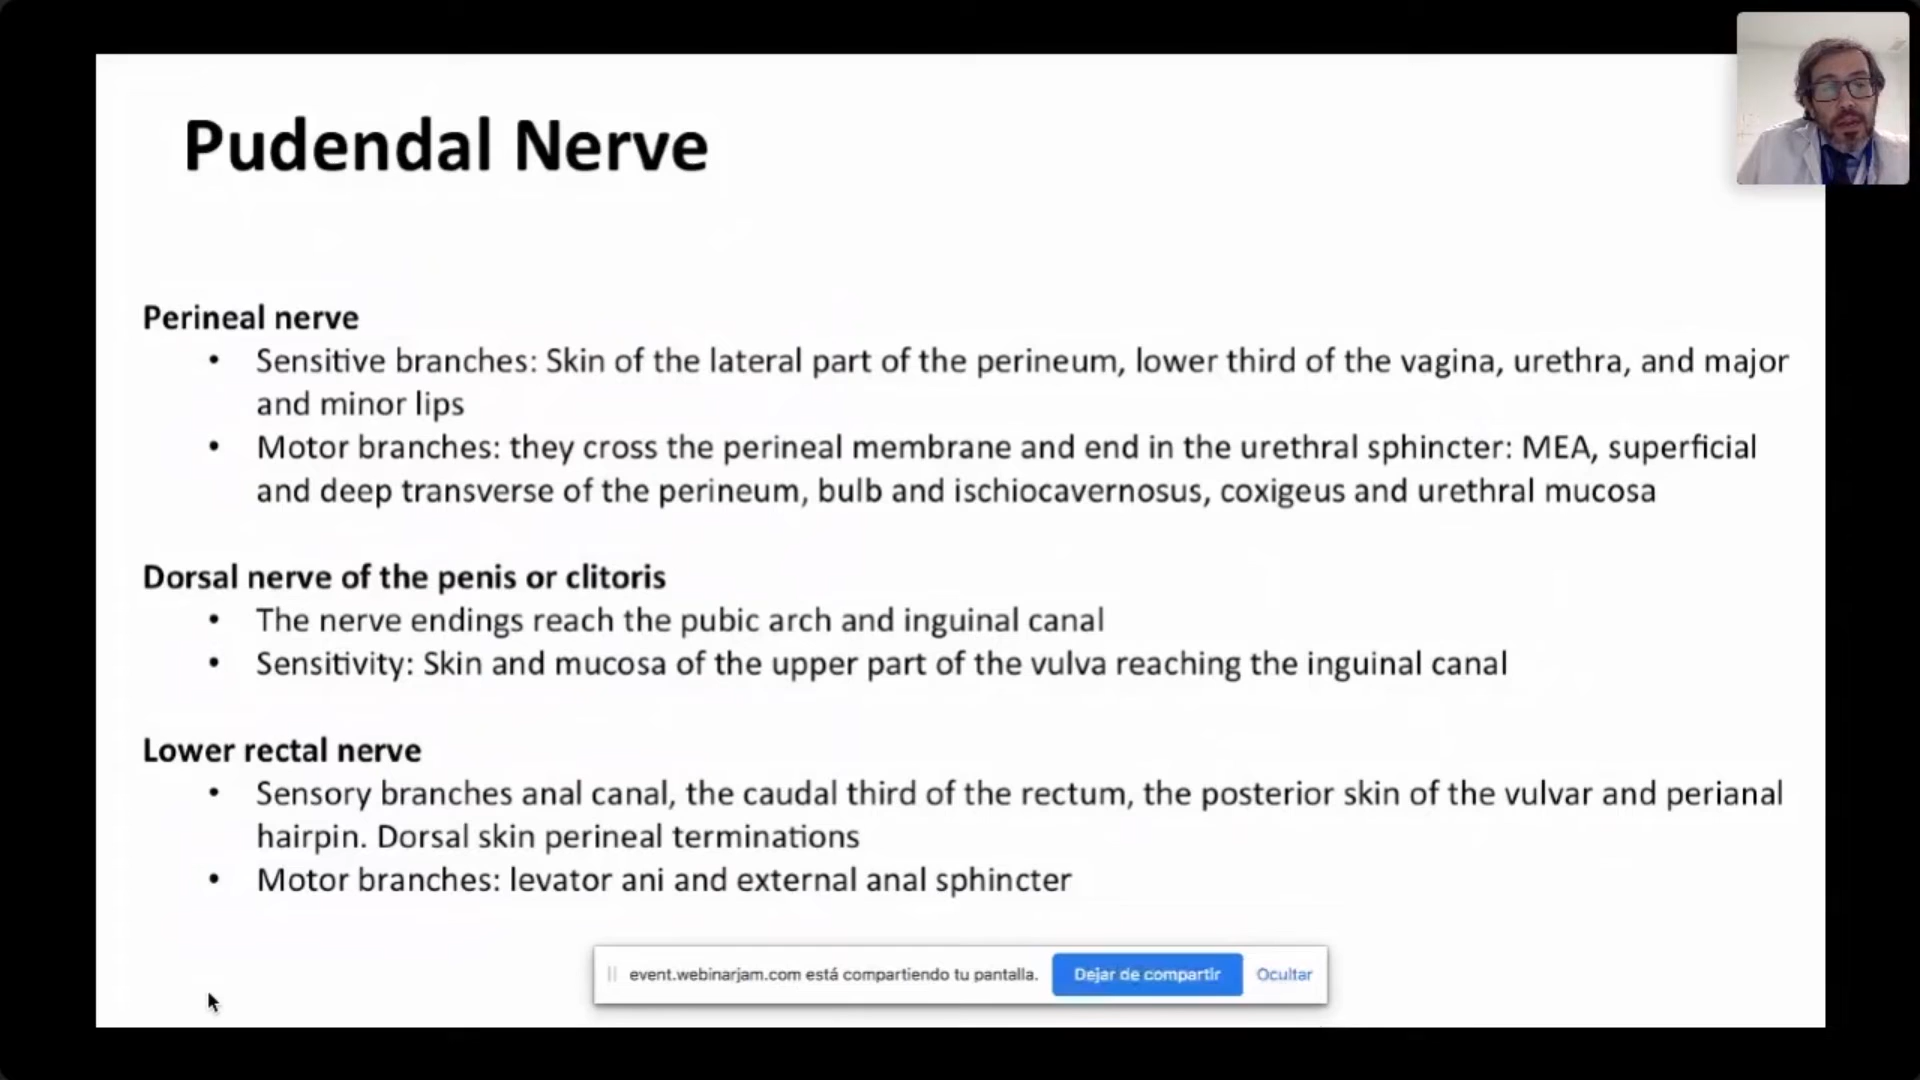 Pudendal Nerve
Perineal nerve
• Sensitive branches: Skin of the lateral part of the perineum, lower third of the vagina, urethra, and major
and minor lips
• Motor branches: they cross the perineal membrane and end in the urethral sphincter: MEA, superficial
and deep transverse of the perineum, bulb and ischiocavernosus, coxigeus and urethral mucosa
Dorsal nerve of the penis or clitoris
• The nerve endings reach the pubic arch and inguinal canal
• Sensitivity: Skin and mucosa of the upper part of the vulva reaching the inguinal canal
Lower rectal nerve
• Sensory branches anal canal, the caudal third of the rectum, the posterior skin of the vulvar and perianal
hairpin. Dorsal skin perineal terminations
• Motor branches: levator ani and external anal sphincter
event.webinarjam.com está compartiendo tu pantalla. Dejar de compartir Ocultar